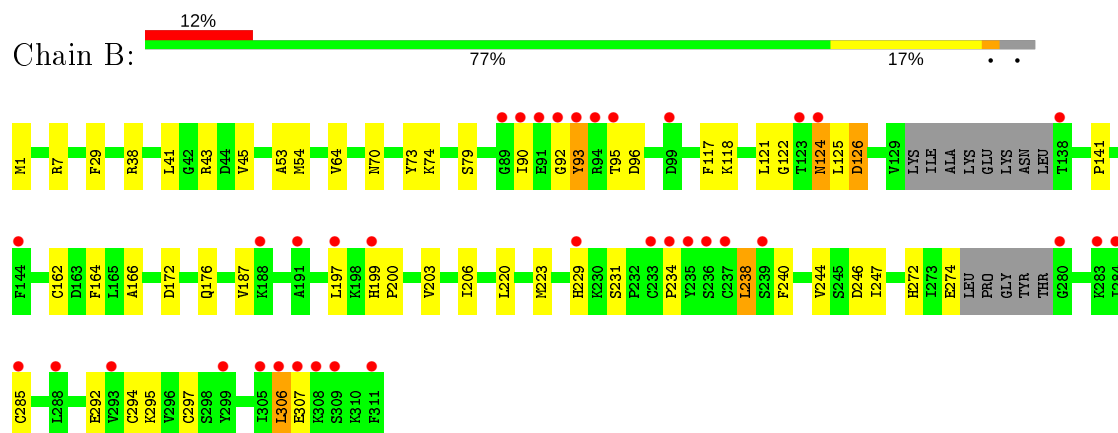 12%
Chain B:
77% 17% • •
M1 R7 F29 R38 L41 G42 R43 D44 V45 A53 M54 V64 N70 Y73 K74 S79 G89 I90 E91 G92 Y93 R94 T95 D96 D99 F117 K118 L121 G122 T123 N124 L125 D126 V129 LYS ILE ALA LYS GLU LYS ASN LEU T138 P141
F144 C162 D163 F164 L165 A166 D172 Q176 V187 K188 A191 L197 K198 H199 P200 V203 I206 L220 M223 H229 K230 S231 P232 C233 P234 Y235 S236 C237 L238 S239 F240 V244 S245 D246 I247 H272 I273 E274 LEU PRO GLY TYR THR G280 K283 I284
C285 L288 E292 V293 C294 K295 V296 C297 S298 Y299 I305 L306 E307 K308 S309 K310 F311